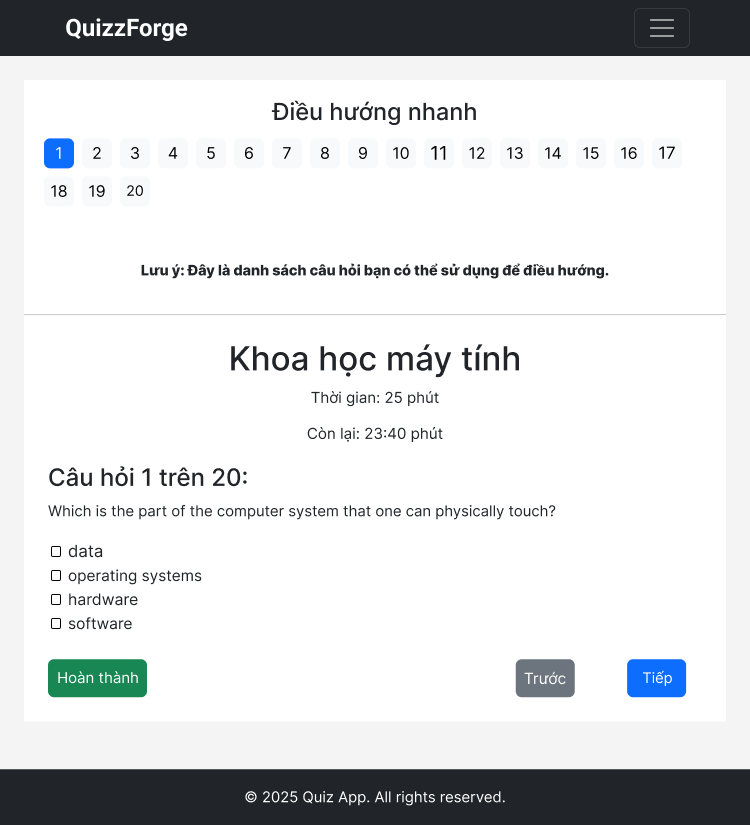 QuizzForge
Điều hướng nhanh
1 2 3 4 5 6 7 8 9 10 11 12 13 14 15 16 17
18 19 20
Lưu ý: Đây là danh sách câu hỏi bạn có thể sử dụng để điều hướng.
Khoa học máy tính
Thời gian: 25 phút
Còn lại: 23:40 phút
Câu hỏi 1 trên 20:
Which is the part of the computer system that one can physically touch?
data
operating systems
hardware
software
Hoàn thành Trước Tiếp
© 2025 Quiz App. All rights reserved.